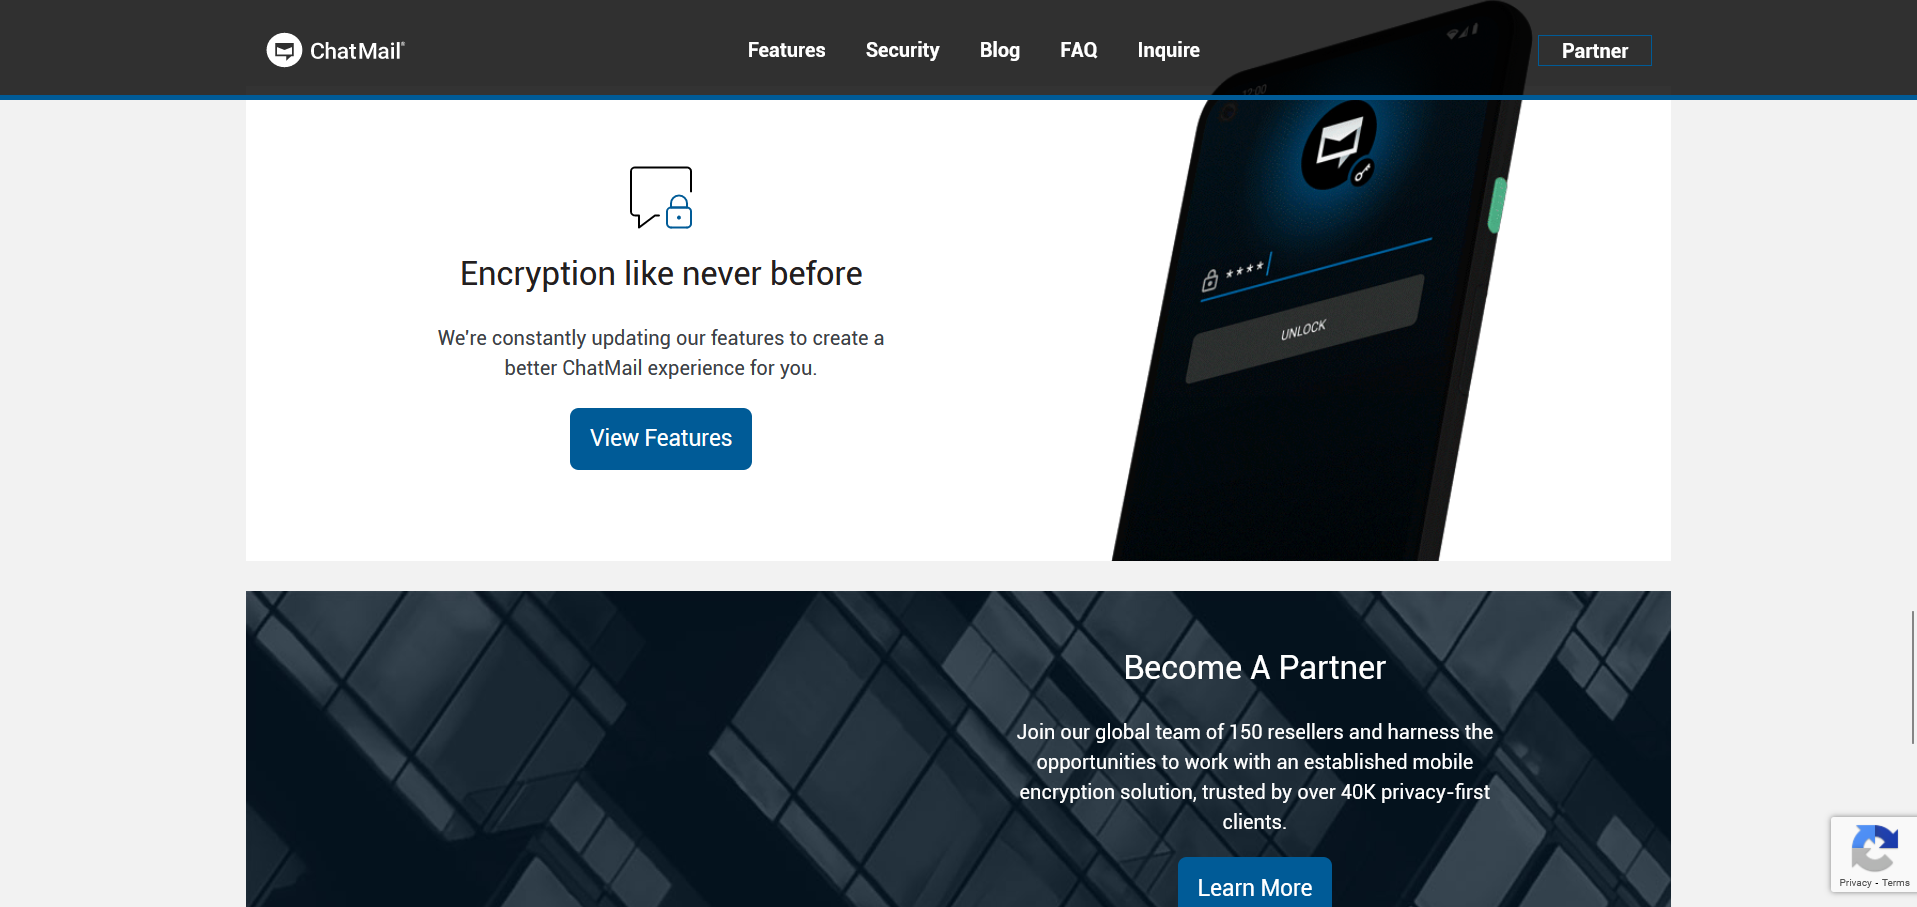 ChatMail®
Features
Security
Blog
FAQ
Inquire
Partner
12:00
Encryption like never before
We're constantly updating our features to create a
better ChatMail experience for you.
View Features
****
UNLOCK
Become A Partner
Join our global team of 150 resellers and harness the
opportunities to work with an established mobile
encryption solution, trusted by over 40K privacy-first
clients.
Learn More
Privacy - Terms